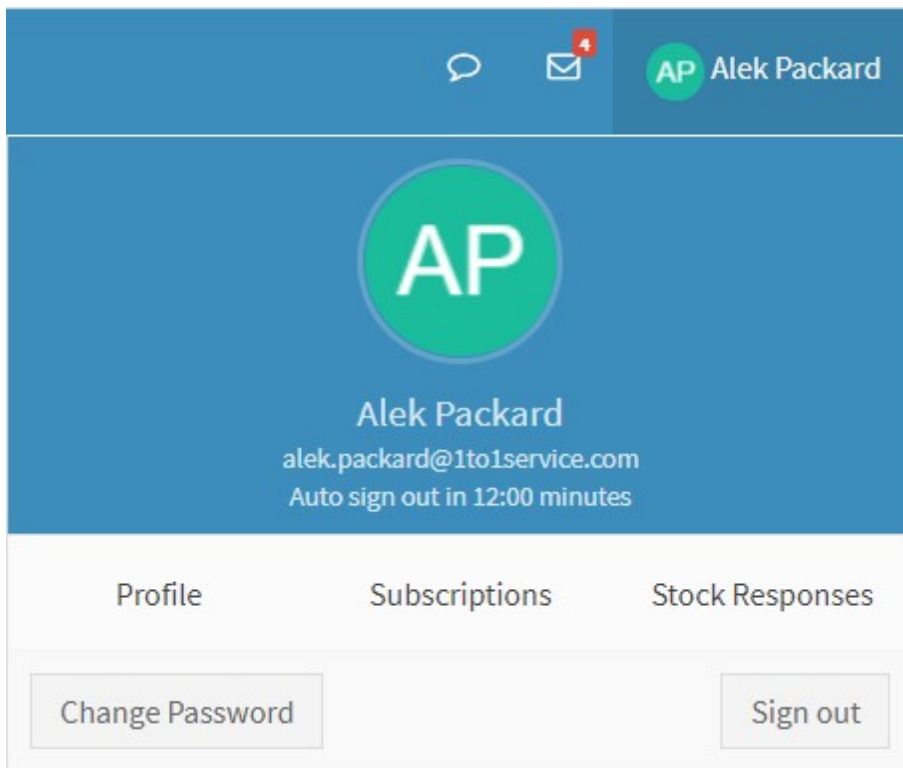 4
AP Alek Packard
AP
Alek Packard
alek.packard@1to1service.com
Auto sign out in 12:00 minutes
Profile Subscriptions Stock Responses
Change Password Sign out